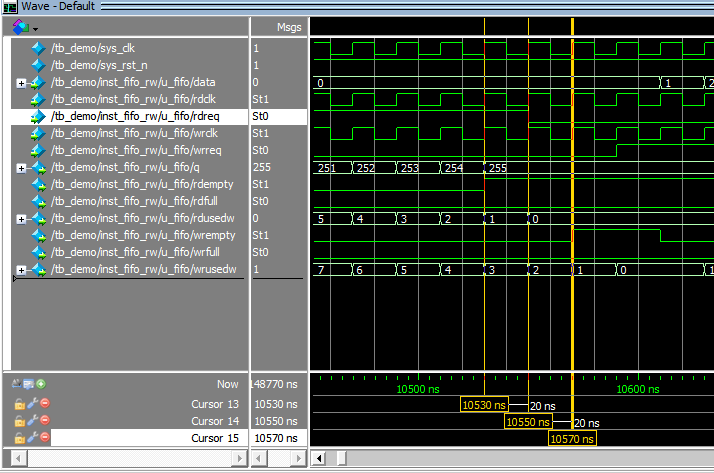 Wave - Default
Msgs
/tb_demo/sys_clk 1
/tb_demo/sys_rst_n 1
/tb_demo/inst_fifo_rw/u_fifo/data 0 0 1 2
/tb_demo/inst_fifo_rw/u_fifo/rdclk St1
/tb_demo/inst_fifo_rw/u_fifo/rdreq St0
/tb_demo/inst_fifo_rw/u_fifo/wrclk St1
/tb_demo/inst_fifo_rw/u_fifo/wrreq St0
/tb_demo/inst_fifo_rw/u_fifo/q 255 251 252 253 254 255
/tb_demo/inst_fifo_rw/u_fifo/rdempty St1
/tb_demo/inst_fifo_rw/u_fifo/rdfull St0
/tb_demo/inst_fifo_rw/u_fifo/rdusedw 0 5 4 3 2 1 0
/tb_demo/inst_fifo_rw/u_fifo/wrempty St1
/tb_demo/inst_fifo_rw/u_fifo/wrfull St0
/tb_demo/inst_fifo_rw/u_fifo/wrusedw 1 7 6 5 4 3 2 1 0 1
Now 148770 ns 10500 ns 10600 ns
Cursor 13 10530 ns 10530 ns 20 ns
Cursor 14 10550 ns 10550 ns 20 ns
Cursor 15 10570 ns 10570 ns